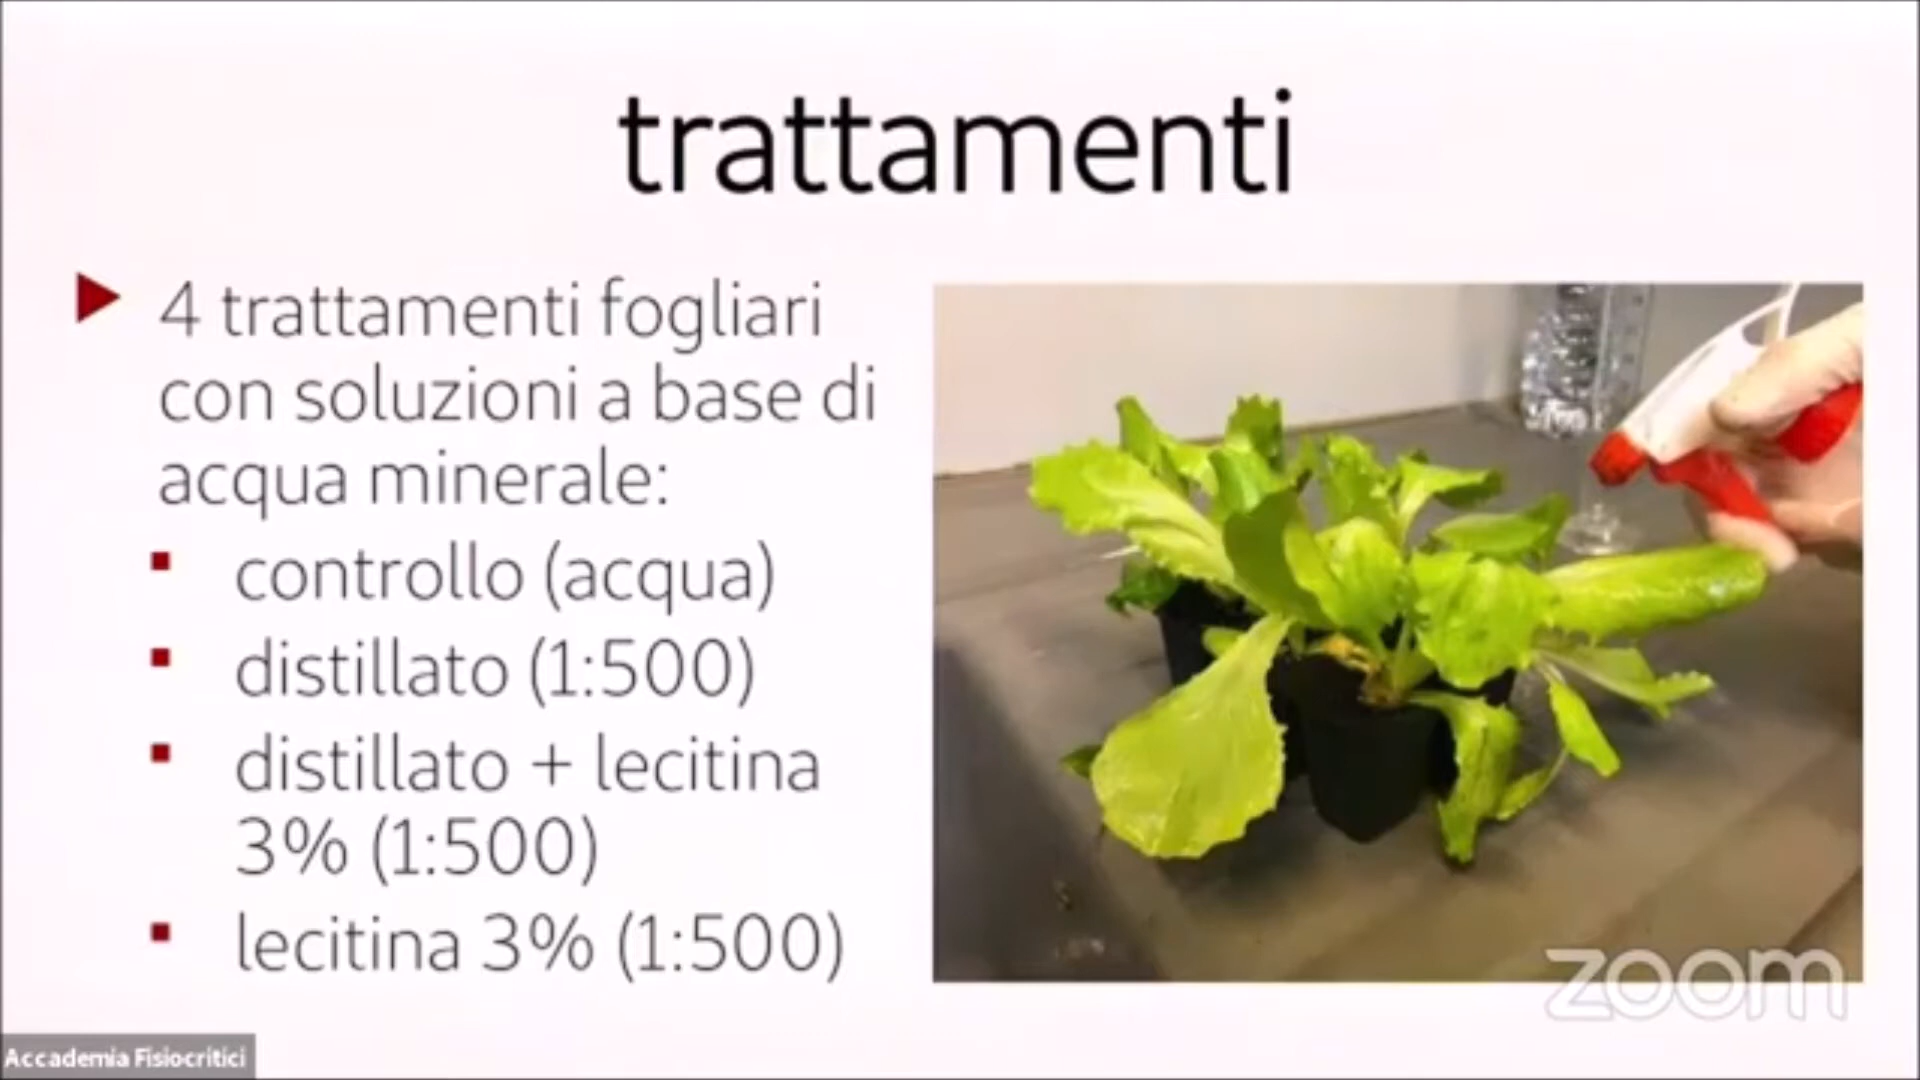 trattamenti
4 trattamenti fogliari
con soluzioni a base di
acqua minerale:
controllo (acqua)
distillato (1:500)
distillato + lecitina
3% (1:500)
lecitina 3% (1:500)
zoom
Accademia Fisiocritici